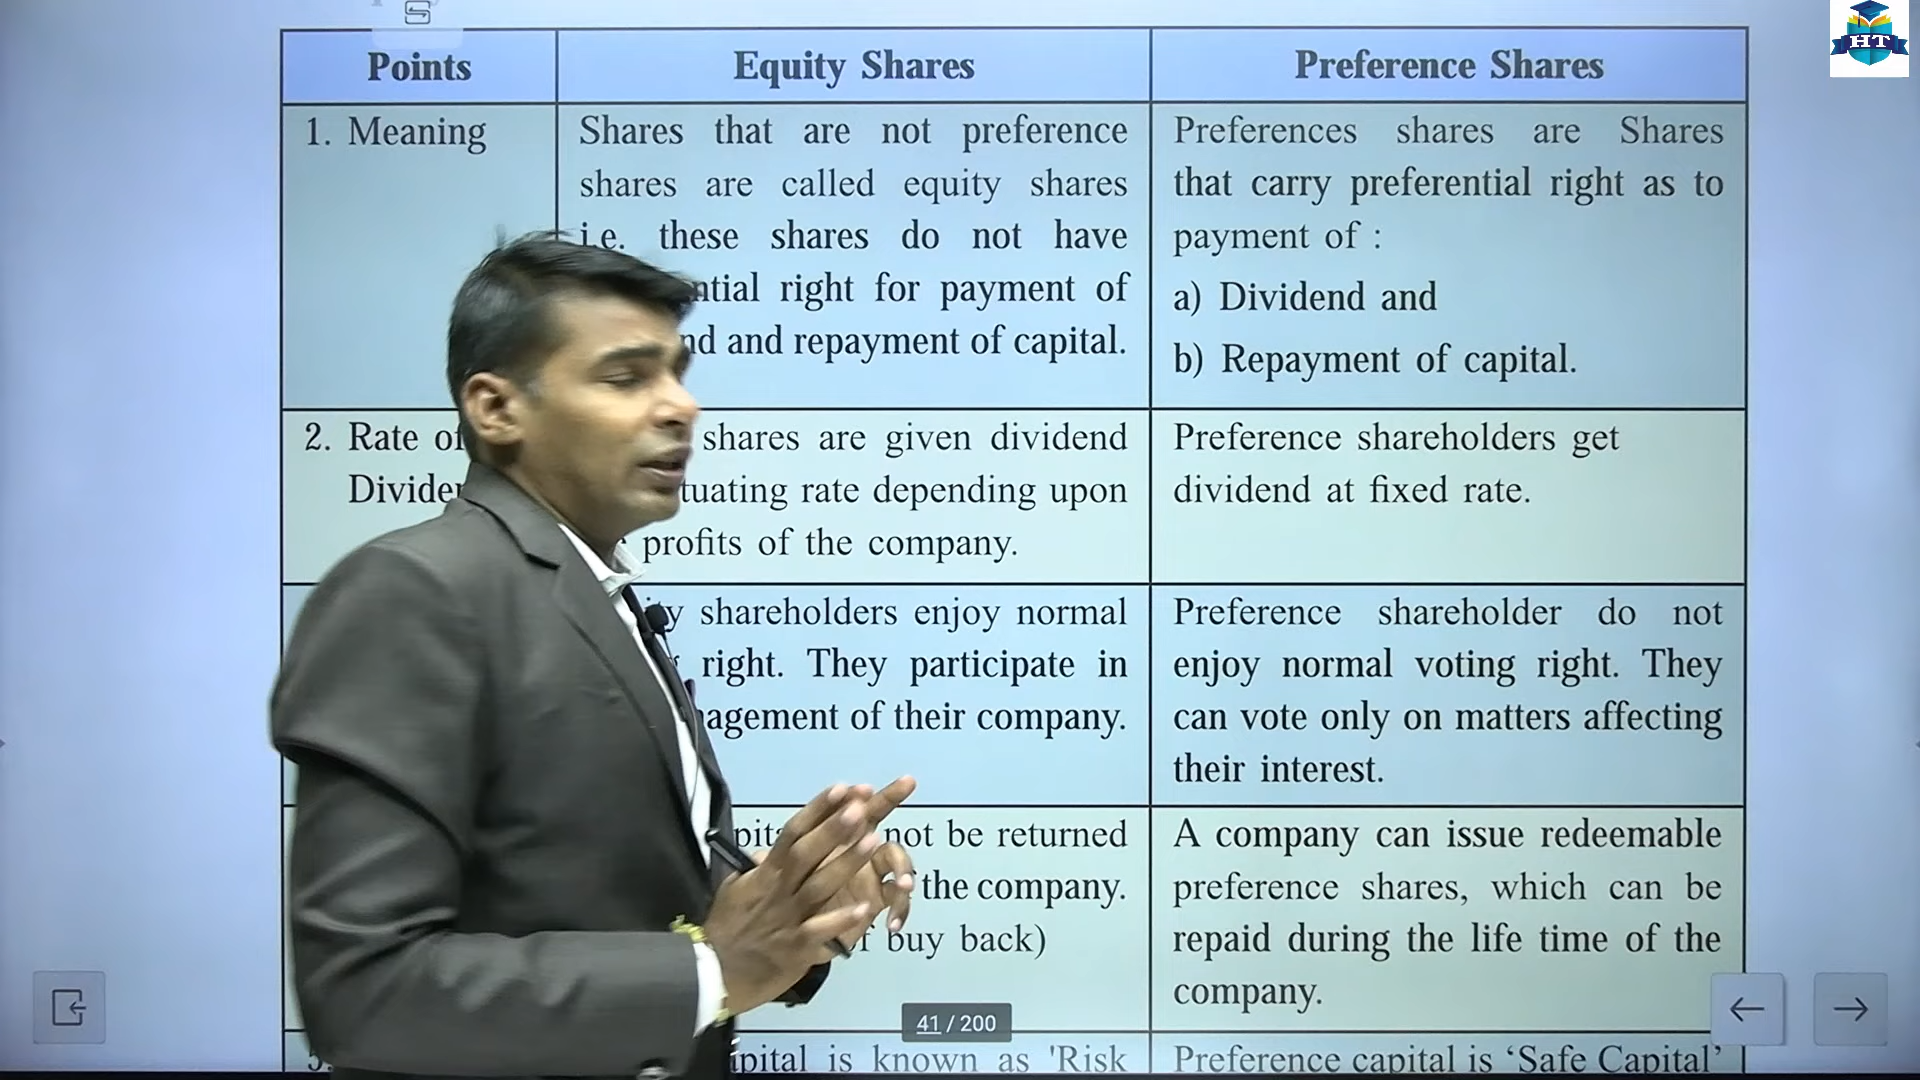 HT
Points Equity Shares Preference Shares
1. Meaning
Shares that are not preference
shares are called equity shares
i.e. these shares do not have
right for payment of
and repayment of capital.
Preferences shares are Shares
that carry preferential right as to
payment of :
a) Dividend and
b) Repayment of capital.
2. Rate of
shares are given dividend
rate depending upon
profits of the company.
Preference shareholders get
dividend at fixed rate.
shareholders enjoy normal
right. They participate in
of their company.
Preference shareholder do not
enjoy normal voting right. They
can vote only on matters affecting
their interest.
not be returned
the company.
buy back)
A company can issue redeemable
preference shares, which can be
repaid during the life time of the
company.
41 / 200
5.
is known as 'Risk
Preference capital is ‘Safe Capital’